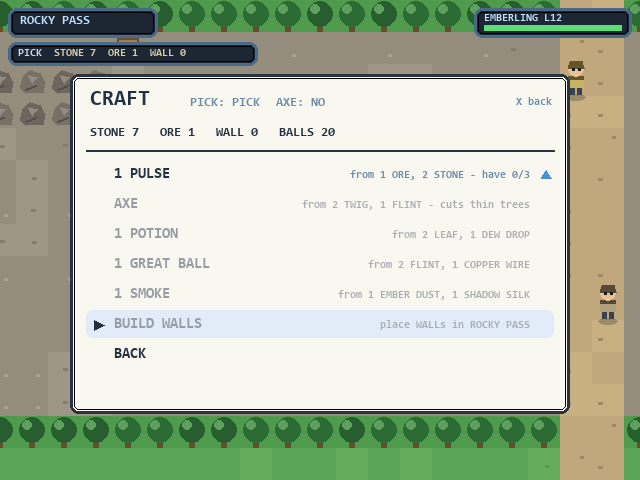 ROCKY PASS
EMBERLING L12
PICK STONE 7 ORE 1 WALL 0
CRAFT PICK: PICK AXE: NO X back
STONE 7 ORE 1 WALL 0 BALLS 20
1 PULSE from 1 ORE, 2 STONE - have 0/3
AXE from 2 TWIG, 1 FLINT - cuts thin trees
1 POTION from 2 LEAF, 1 DEW DROP
1 GREAT BALL from 2 FLINT, 1 COPPER WIRE
1 SMOKE from 1 EMBER DUST, 1 SHADOW SILK
BUILD WALLS place WALLs in ROCKY PASS
BACK